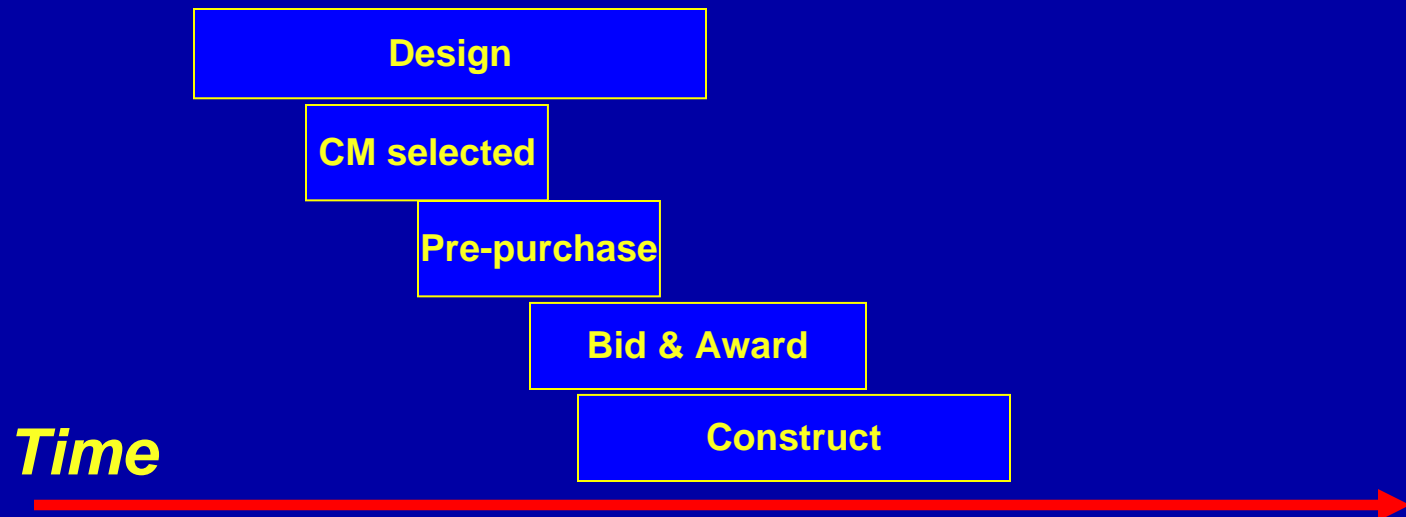 Design
CM selected
Pre-purchase
Bid & Award
Construct
Time